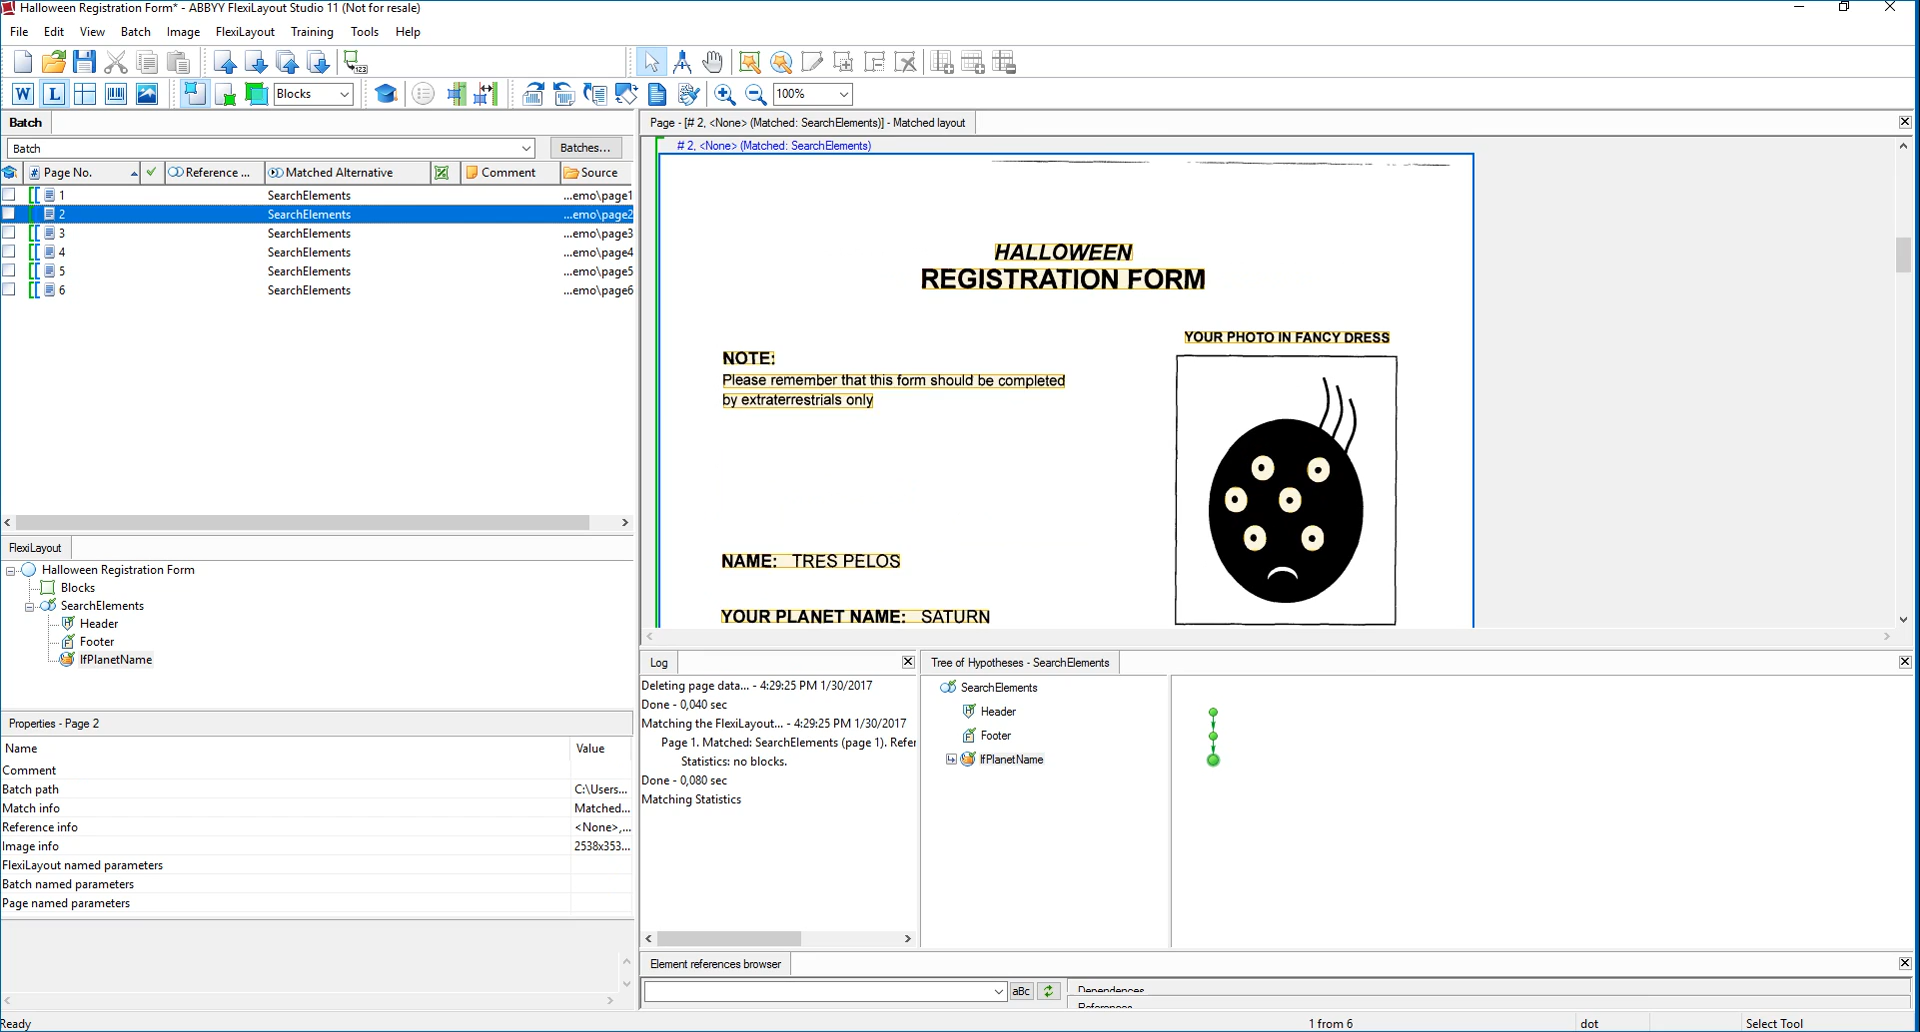 Halloween Registration Form* - ABBYY FlexiLayout Studio 11 (Not for resale)
File Edit View Batch Image FlexiLayout Training Tools Help
W L Blocks 100%
Batch
Batch Batches...
# Page No. Reference ... Matched Alternative Comment Source
1 SearchElements ...emo\page1
2 SearchElements ...emo\page2
3 SearchElements ...emo\page3
4 SearchElements ...emo\page4
5 SearchElements ...emo\page5
6 SearchElements ...emo\page6
FlexiLayout
Halloween Registration Form
Blocks
SearchElements
Header
Footer
IfPlanetName
Properties - Page 2
Name Value
Comment
Batch path C:\Users...
Match info Matched...
Reference info <None>,...
Image info 2538x353...
FlexiLayout named parameters
Batch named parameters
Page named parameters
Page - [# 2, <None> (Matched: SearchElements)] - Matched layout
# 2, <None> (Matched: SearchElements)
HALLOWEEN
REGISTRATION FORM
YOUR PHOTO IN FANCY DRESS
NOTE:
Please remember that this form should be completed
by extraterrestrials only
NAME: TRES PELOS
YOUR PLANET NAME: SATURN
Log
Deleting page data... - 4:29:25 PM 1/30/2017
Done - 0,040 sec
Matching the FlexiLayout... - 4:29:25 PM 1/30/2017
Page 1. Matched: SearchElements (page 1). Refer
Statistics: no blocks.
Done - 0,080 sec
Matching Statistics
Tree of Hypotheses - SearchElements
SearchElements
Header
Footer
IfPlanetName
Element references browser
aBc Dependences
References
Ready 1 from 6 dot Select Tool